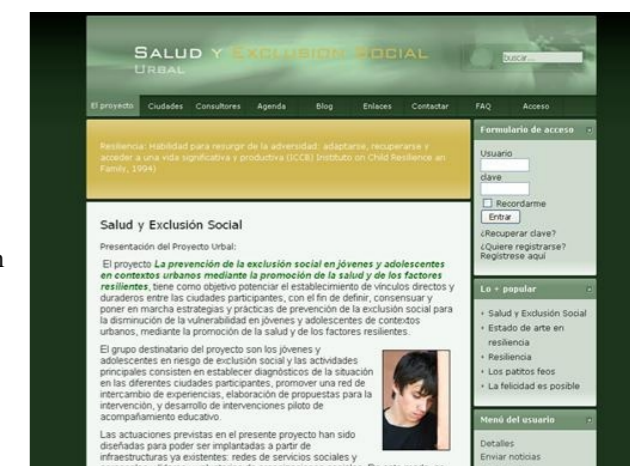 SALUD Y EXCLUSION SOCIAL
URBAL
buscar...
El proyecto Ciudades Consultores Agenda Blog Enlaces Contactar FAQ Acceso
Resiliencia: Habilidad para resurgir de la adversidad: adaptarse, recuperarse y
acceder a una vida significativa y productiva (ICCB) Instituto on Child Resilience an
Family, 1994)
Salud y Exclusión Social
Presentación del Proyecto Urbal:
El proyecto La prevención de la exclusión social en jóvenes y adolescentes
en contextos urbanos mediante la promoción de la salud y de los factores
resilientes, tiene como objetivo potenciar el establecimiento de vínculos directos y
duraderos entre las ciudades participantes, con el fin de definir, consensuar y
poner en marcha estrategias y prácticas de prevención de la exclusión social para
la disminución de la vulnerabilidad en jóvenes y adolescentes de contextos
urbanos, mediante la promoción de la salud y de los factores resilientes.
El grupo destinatario del proyecto son los jóvenes y
adolescentes en riesgo de exclusión social y las actividades
principales consisten en establecer diagnósticos de la situación
en las diferentes ciudades participantes, promover una red de
intercambio de experiencias, elaboración de propuestas para la
intervención, y desarrollo de intervenciones piloto de
acompañamiento educativo.
Las actuaciones previstas en el presente proyecto han sido
diseñadas para poder ser implantadas a partir de
infraestructuras ya existentes: redes de servicios sociales y
Formulario de acceso
Usuario
clave
Recordarme
Entrar
¿Recuperar clave?
¿Quiere registrarse?
Regístrese aquí
Lo + popular
Salud y Exclusión Social
Estado de arte en
resiliencia
Resiliencia
Los patitos feos
La felicidad es posible
Menú del usuario
Detalles
Enviar noticias